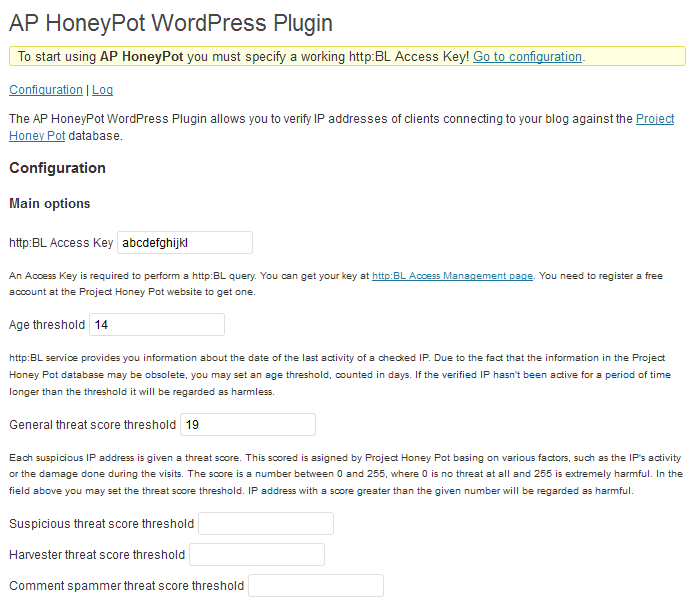 AP HoneyPot WordPress Plugin
To start using AP HoneyPot you must specify a working http:BL Access Key! Go to configuration.
Configuration | Log
The AP HoneyPot WordPress Plugin allows you to verify IP addresses of clients connecting to your blog against the Project
Honey Pot database.
Configuration
Main options
http:BL Access Key abcdefghijkl
An Access Key is required to perform a http:BL query. You can get your key at http:BL Access Management page. You need to register a free
account at the Project Honey Pot website to get one.
Age threshold 14
http:BL service provides you information about the date of the last activity of a checked IP. Due to the fact that the information in the Project
Honey Pot database may be obsolete, you may set an age threshold, counted in days. If the verified IP hasn't been active for a period of time
longer than the threshold it will be regarded as harmless.
General threat score threshold 19
Each suspicious IP address is given a threat score. This scored is asigned by Project Honey Pot basing on various factors, such as the IP's activity
or the damage done during the visits. The score is a number between 0 and 255, where 0 is no threat at all and 255 is extremely harmful. In the
field above you may set the threat score threshold. IP address with a score greater than the given number will be regarded as harmful.
Suspicious threat score threshold
Harvester threat score threshold
Comment spammer threat score threshold